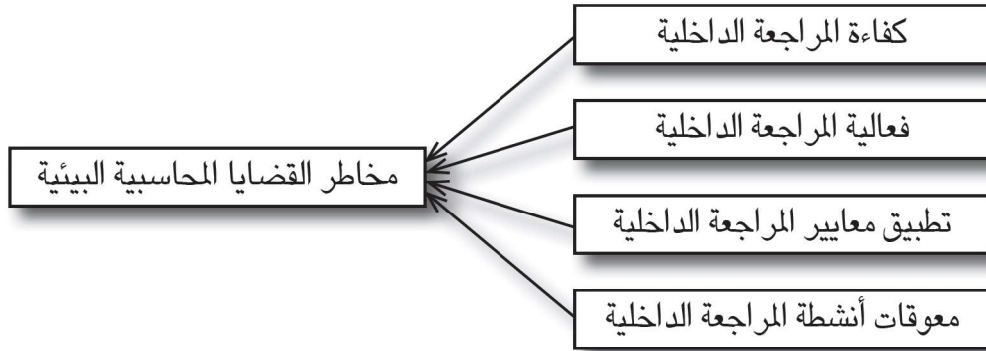 كفاءة المراجعة الداخلية
فعالية المراجعة الداخلية
مخاطر القضايا المحاسبية البيئية
تطبيق معايير المراجعة الداخلية
معوقات أنشطة المراجعة الداخلية